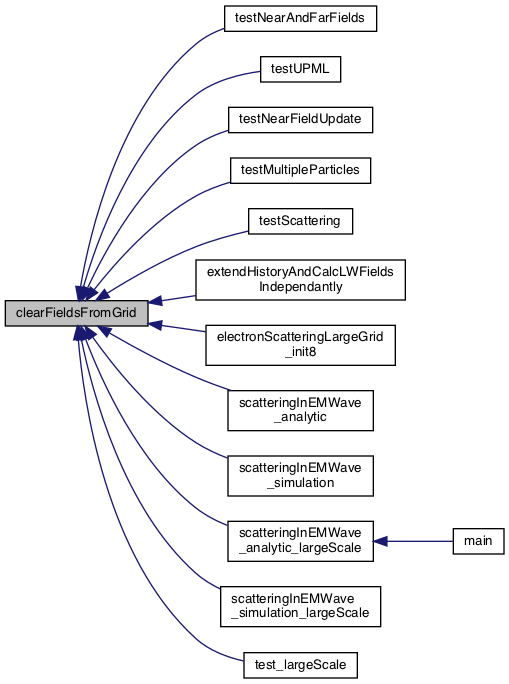 testNearAndFarFields
testUPML
testNearFieldUpdate
testMultipleParticles
testScattering
extendHistoryAndCalcLWFields
Independantly
clearFieldsFromGrid
electronScatteringLargeGrid
_init8
scatteringInEMWave
_analytic
scatteringInEMWave
_simulation
scatteringInEMWave
_analytic_largeScale
main
scatteringInEMWave
_simulation_largeScale
test_largeScale